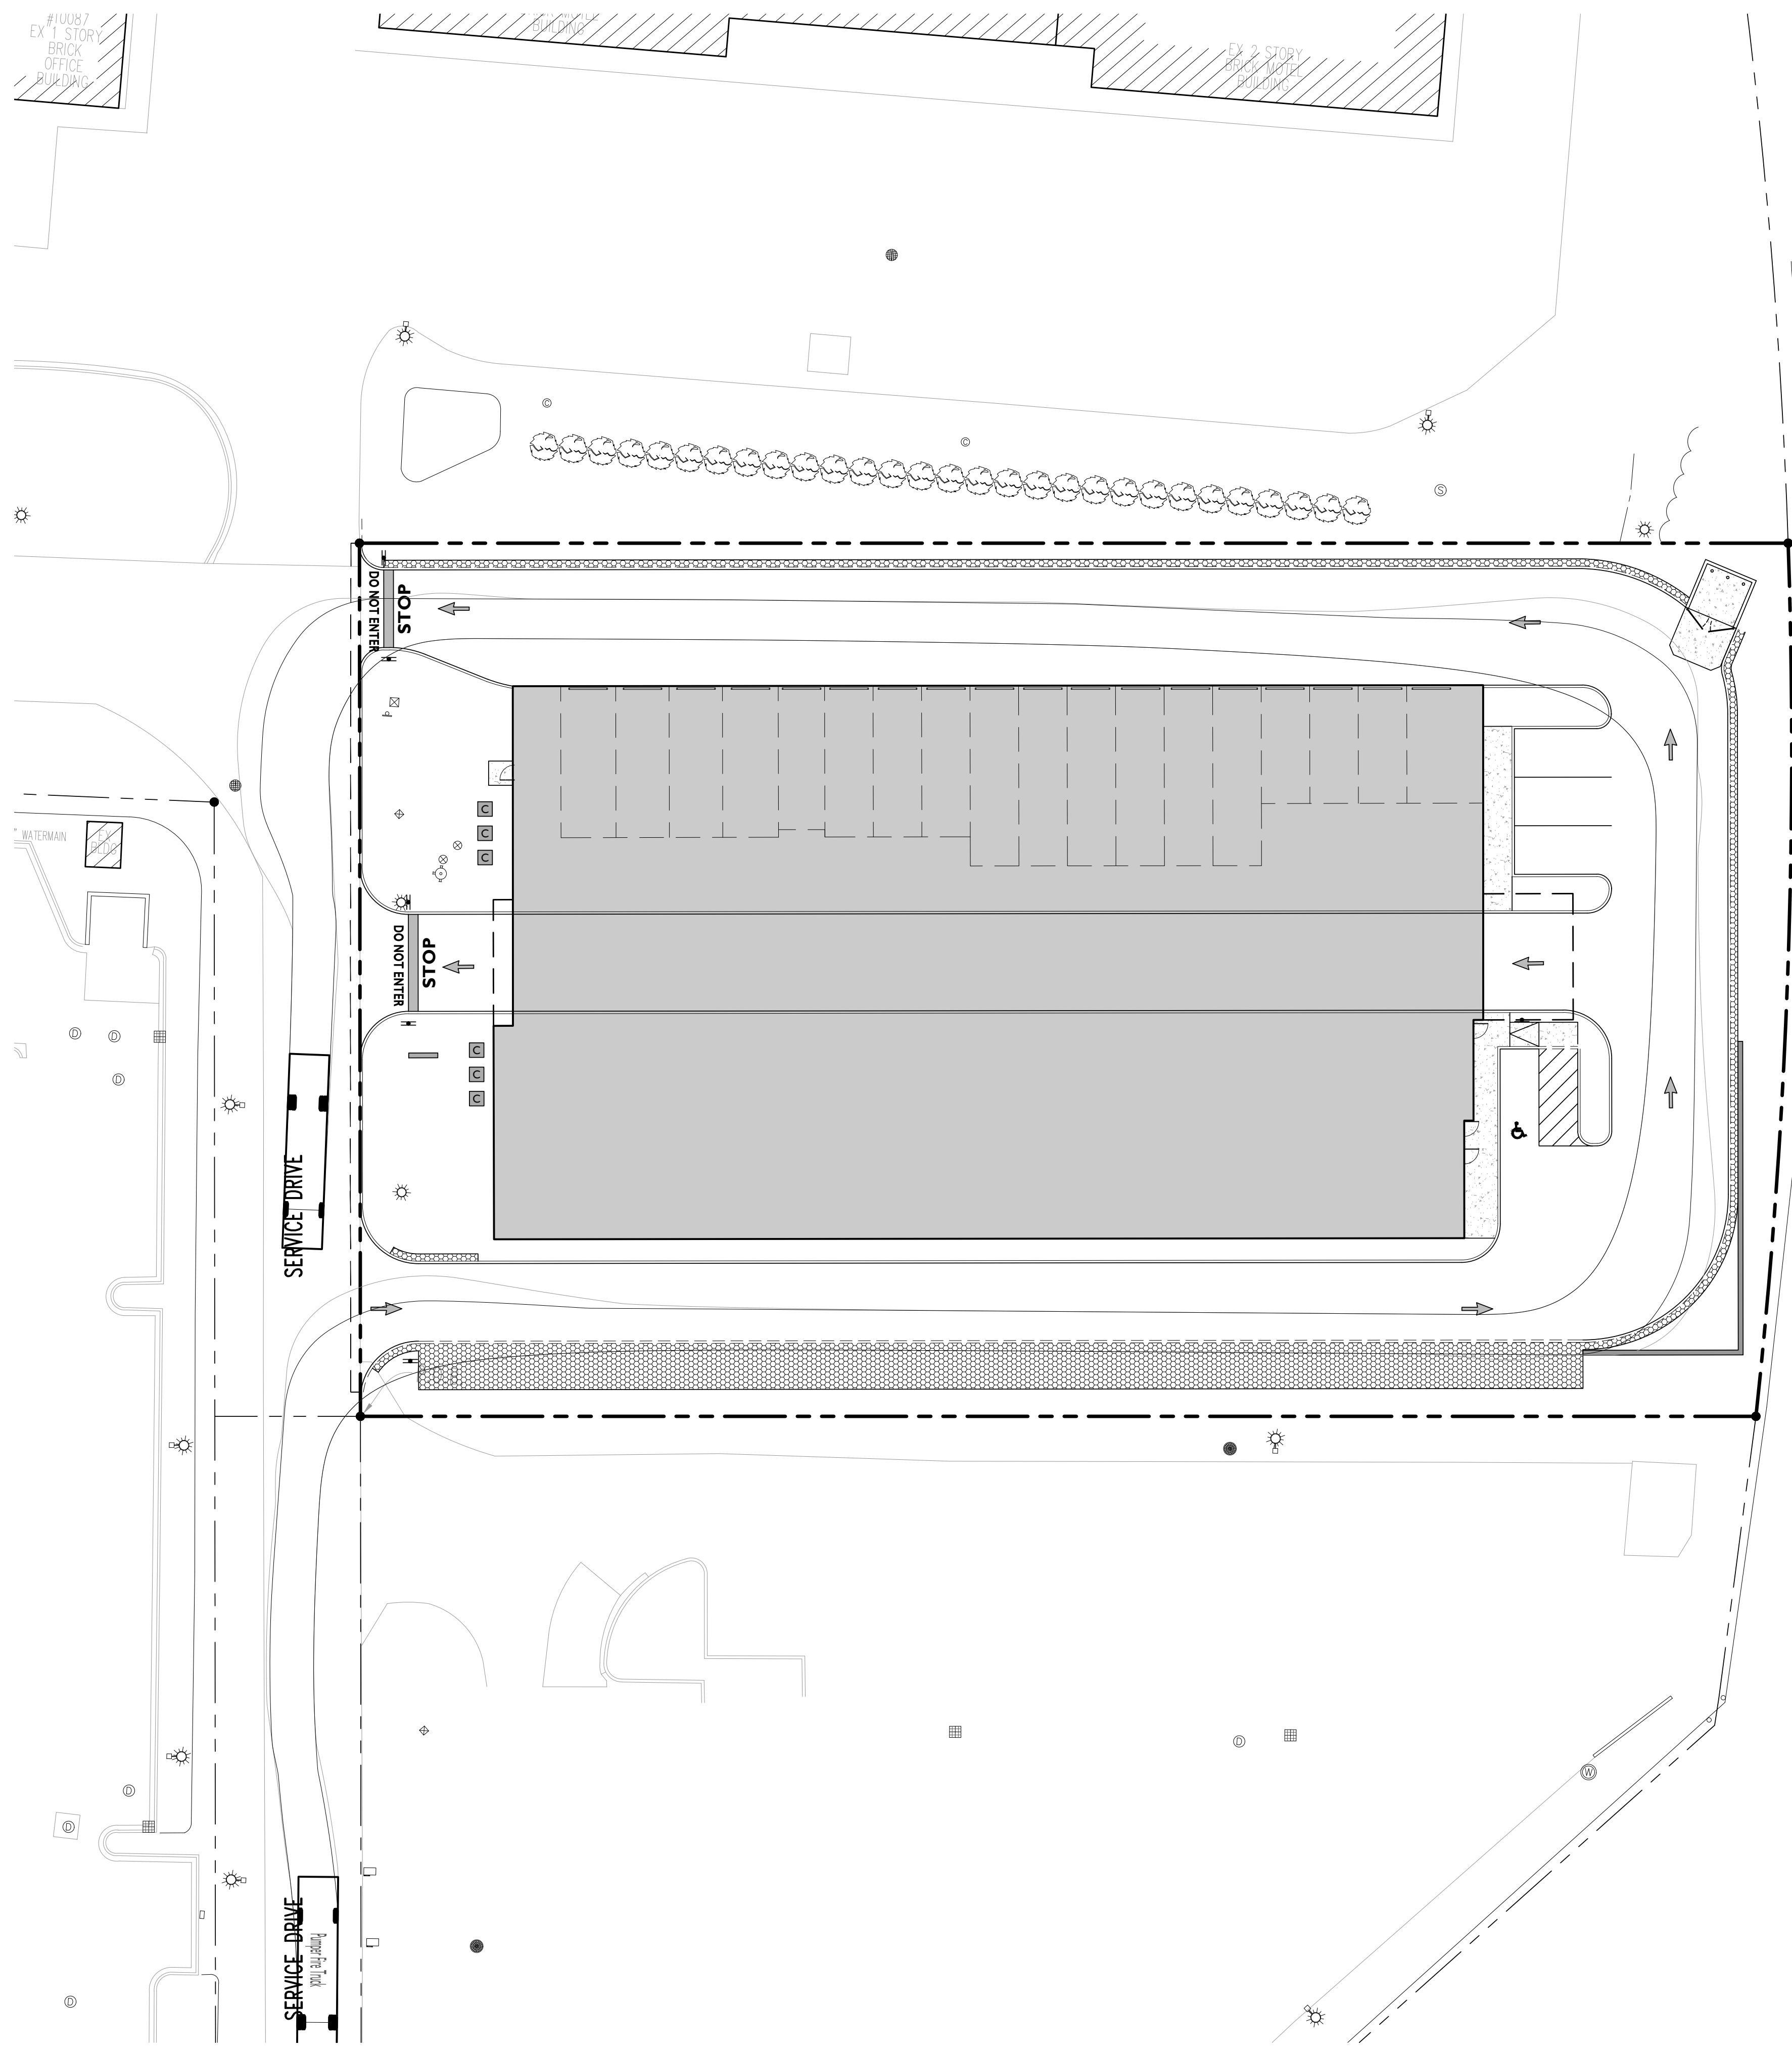 #10087
EX 1 STORY
BRICK
OFFICE
BUILDING
BUILDING
EX 2 STORY
BRICK MOTEL
BUILDING
C
C
S
DO NOT ENTER
STOP
WATERMAIN
EX
BLDG
C
C
C
DO NOT ENTER
STOP
D
D
D
C
C
C
SERVICE DRIVE
D
W
D
D
SERVICE DRIVE
Pumper Fire Truck
D